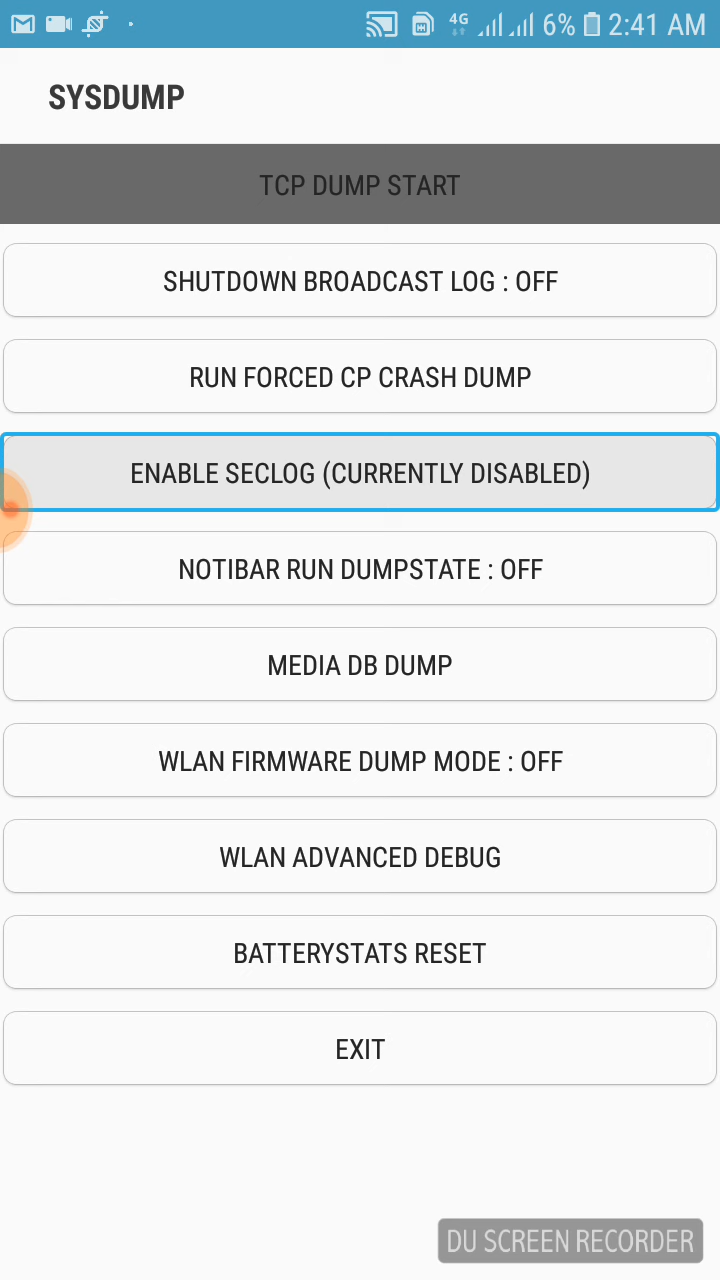 4G 6% 2:41 AM
SYSDUMP
TCP DUMP START
SHUTDOWN BROADCAST LOG : OFF
RUN FORCED CP CRASH DUMP
ENABLE SECLOG (CURRENTLY DISABLED)
NOTIBAR RUN DUMPSTATE : OFF
MEDIA DB DUMP
WLAN FIRMWARE DUMP MODE : OFF
WLAN ADVANCED DEBUG
BATTERYSTATS RESET
EXIT
DU SCREEN RECORDER